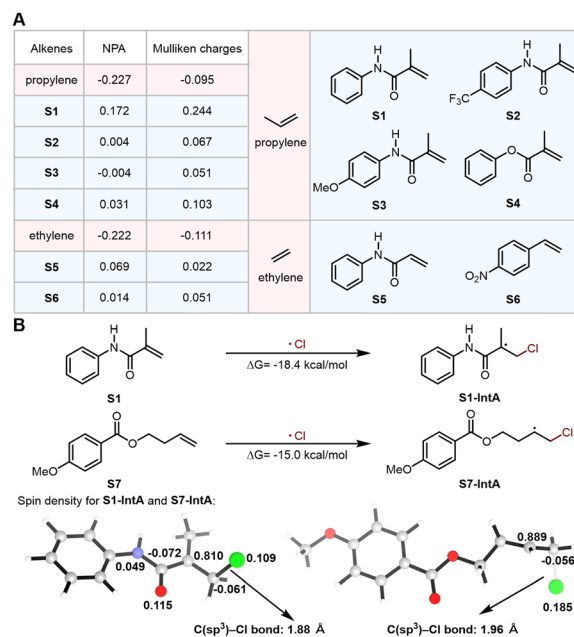 A
Alkenes NPA Mulliken charges
propylene -0.227 -0.095
S1 0.172 0.244
S2 0.004 0.067
S3 -0.004 0.051
S4 0.031 0.103
ethylene -0.222 -0.111
S5 0.069 0.022
S6 0.014 0.051
propylene
ethylene
H
N
O
S1
F3C
H
N
O
S2
MeO
H
N
O
S3
O
O
S4
H
N
O
S5
O2N
S6
B
H
N
O
S1
• Cl
ΔG= -18.4 kcal/mol
H
N
O
Cl
S1-IntA
MeO
O
O
S7
• Cl
ΔG= -15.0 kcal/mol
MeO
O
O
Cl
S7-IntA
Spin density for S1-IntA and S7-IntA:
0.049 -0.072 0.810 0.109
-0.061
0.115
0.889
-0.056
0.185
C(sp3)–Cl bond: 1.88 Å
C(sp3)–Cl bond: 1.96 Å